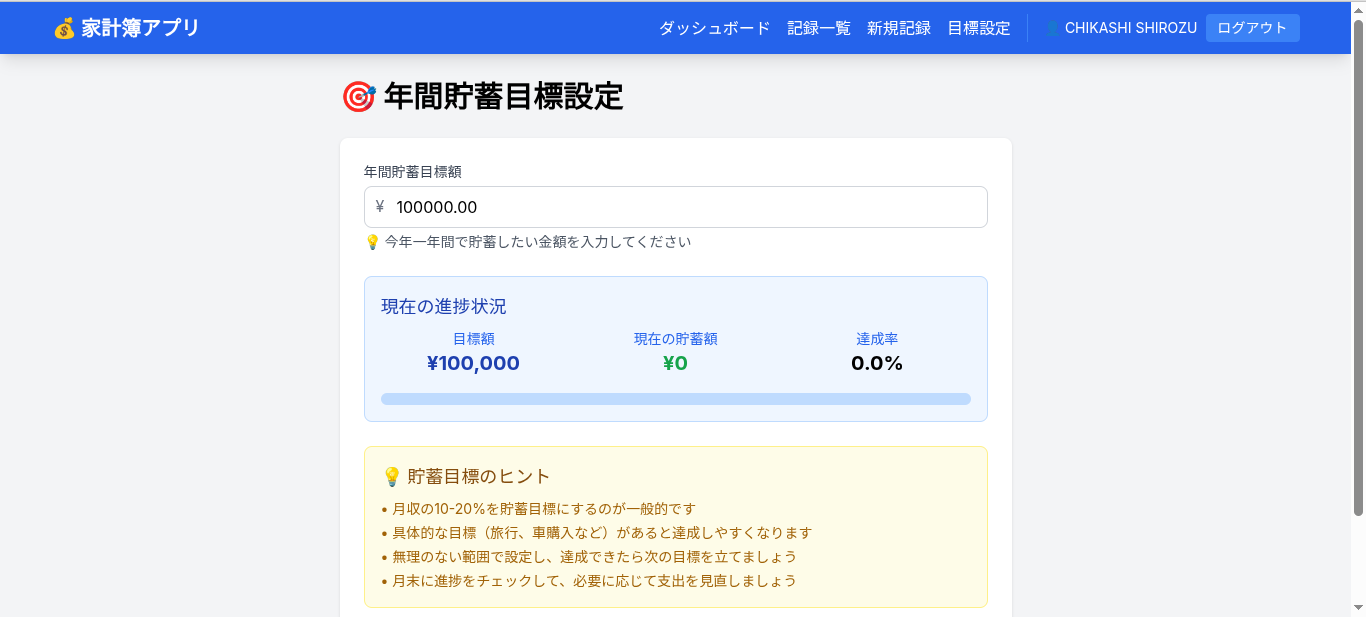 💰 家計簿アプリ
ダッシュボード 記録一覧 新規記録 目標設定 👤 CHIKASHI SHIROZU ログアウト
🎯 年間貯蓄目標設定
年間貯蓄目標額
¥ 100000.00
💡 今年一年間で貯蓄したい金額を入力してください
現在の進捗状況
目標額 現在の貯蓄額 達成率
¥100,000 ¥0 0.0%
💡 貯蓄目標のヒント
• 月収の10-20%を貯蓄目標にするのが一般的です
• 具体的な目標（旅行、車購入など）があると達成しやすくなります
• 無理のない範囲で設定し、達成できたら次の目標を立てましょう
• 月末に進捗をチェックして、必要に応じて支出を見直しましょう